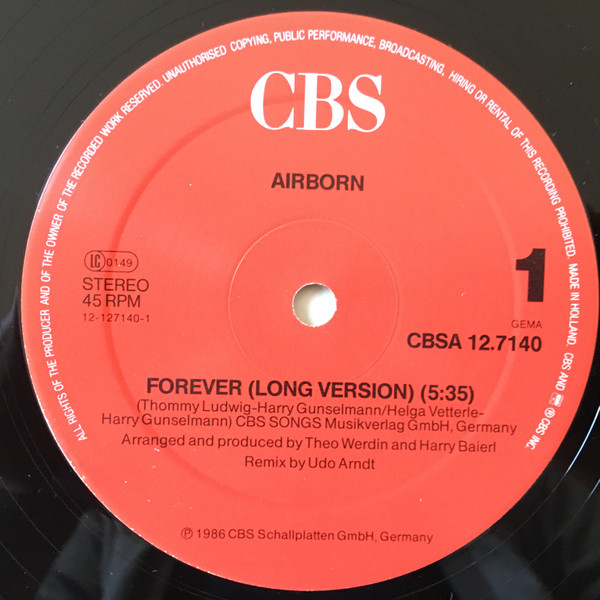 ALL RIGHTS OF THE PRODUCER AND OF THE OWNER OF THE RECORDED WORK RESERVED. UNAUTHORISED COPYING, PUBLIC PERFORMANCE, BROADCASTING, HIRING OR RENTAL OF THIS RECORDING PROHIBITED. MADE IN HOLLAND. CBS AND ® CBS INC.
CBS
AIRBORN
LC 0149
STEREO
45 RPM
12-127140-1
1
GEMA
CBSA 12.7140
FOREVER (LONG VERSION) (5:35)
(Thommy Ludwig-Harry Gunselmann/Helga Vetterle-
Harry Gunselmann) CBS SONGS Musikverlag GmbH, Germany
Arranged and produced by Theo Werdin and Harry Baierl
Remix by Udo Arndt
℗ 1986 CBS Schallplatten GmbH, Germany